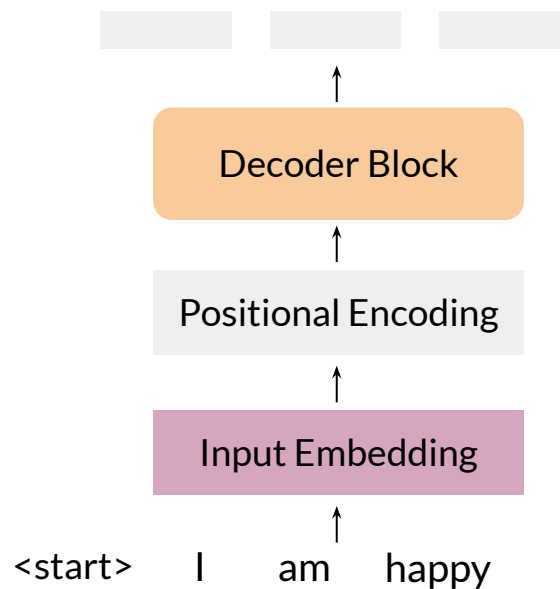 Decoder Block
Positional Encoding
Input Embedding
<start> I am happy